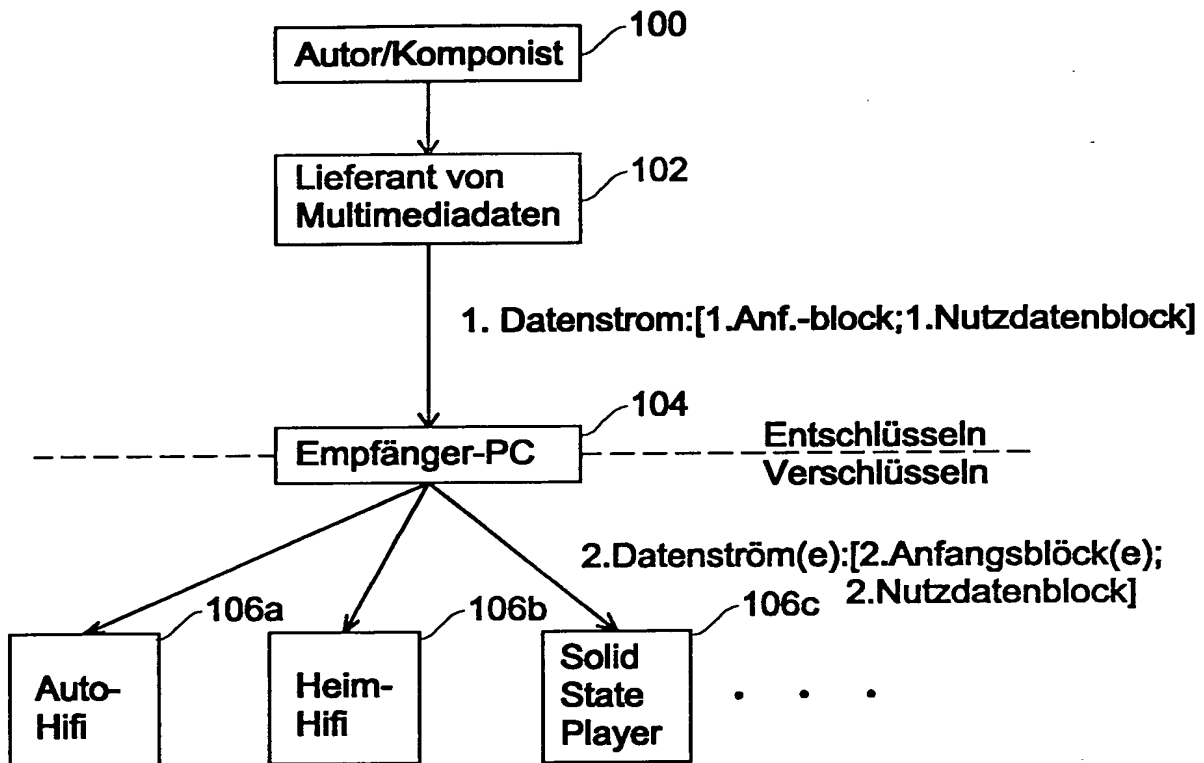 100
Autor/Komponist
102
Lieferant von
Multimediadaten
1. Datenstrom:[1.Anf.-block;1.Nutzdatenblock]
104
Empfänger-PC
Entschlüsseln
Verschlüsseln
2.Datenström(e):[2.Anfangsblöck(e);
2.Nutzdatenblock]
106a
106b
106c
Auto-
Hifi
Heim-
Hifi
Solid
State
Player
. . .